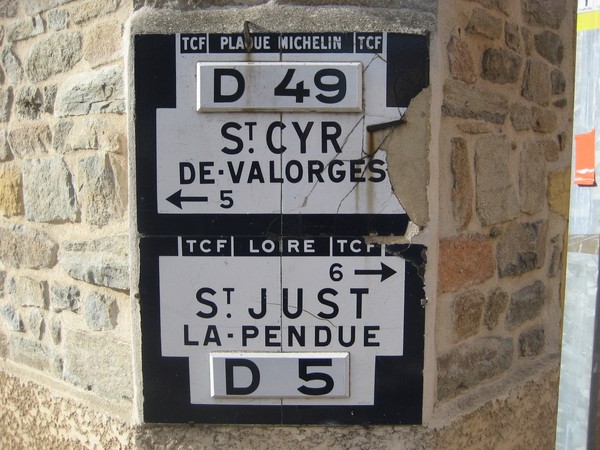 TCF PLAQUE MICHELIN TCF
D 49
ST CYR
DE-VALORGES
← 5
TCF LOIRE TCF
6 →
ST JUST
LA-PENDUE
D 5